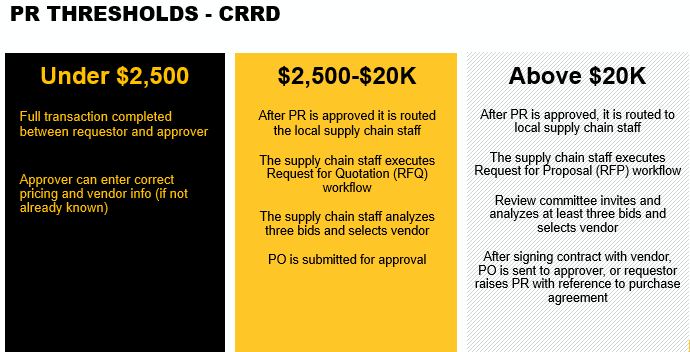 PR THRESHOLDS - CRRD
Under $2,500
Full transaction completed
between requestor and approver
Approver can enter correct
pricing and vendor info (if not
already known)
$2,500-$20K
After PR is approved it is routed
the local supply chain staff
The supply chain staff executes
Request for Quotation (RFQ)
workflow
The supply chain staff analyzes
three bids and selects vendor
PO is submitted for approval
Above $20K
After PR is approved, it is routed to
local supply chain staff
The supply chain staff executes
Request for Proposal (RFP) workflow
Review committee invites and
analyzes at least three bids and
selects vendor
After signing contract with vendor,
PO is sent to approver, or requestor
raises PR with reference to purchase
agreement